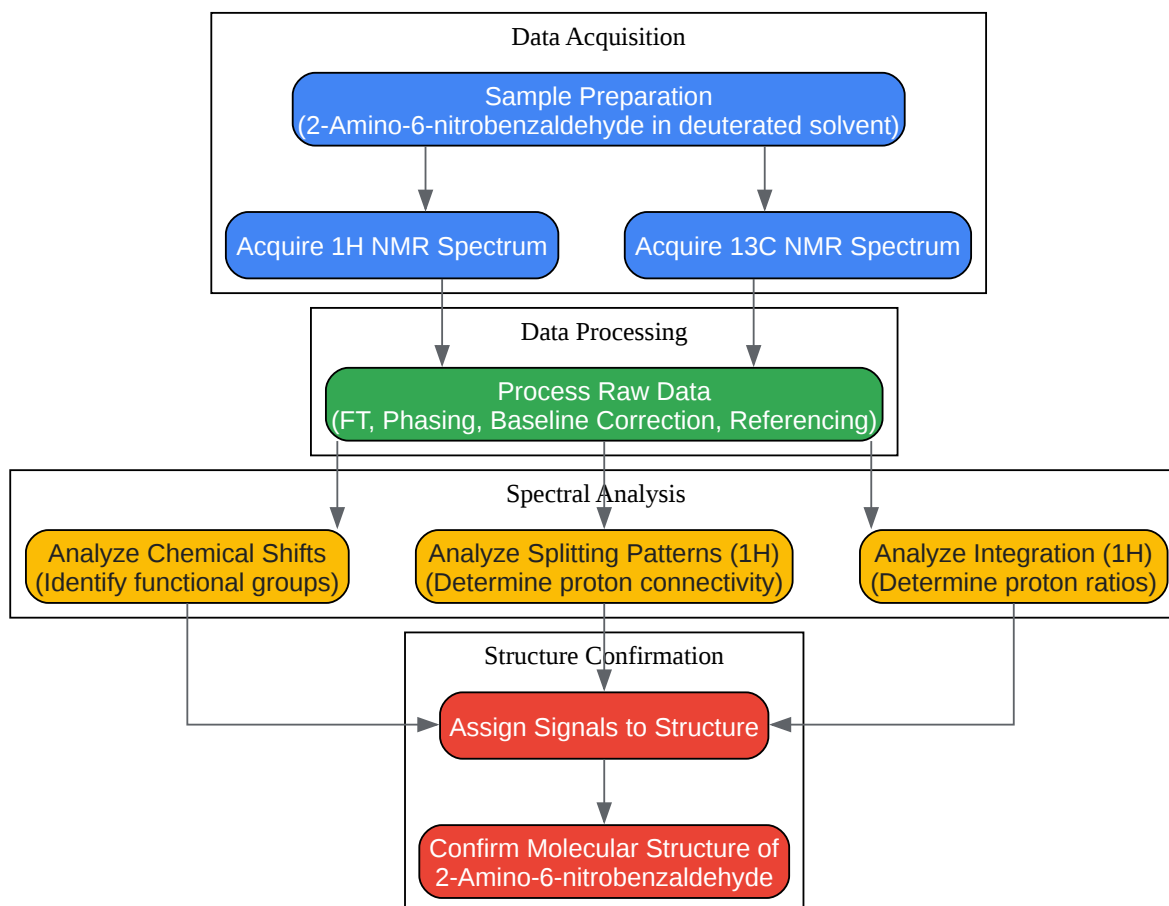 Data Acquisition
Sample Preparation
(2-Amino-6-nitrobenzaldehyde in deuterated solvent)
Acquire 1H NMR Spectrum
Acquire 13C NMR Spectrum
Data Processing
Process Raw Data
(FT, Phasing, Baseline Correction, Referencing)
Spectral Analysis
Analyze Chemical Shifts
(Identify functional groups)
Analyze Splitting Patterns (1H)
(Determine proton connectivity)
Analyze Integration (1H)
(Determine proton ratios)
Structure Confirmation
Assign Signals to Structure
Confirm Molecular Structure of
2-Amino-6-nitrobenzaldehyde